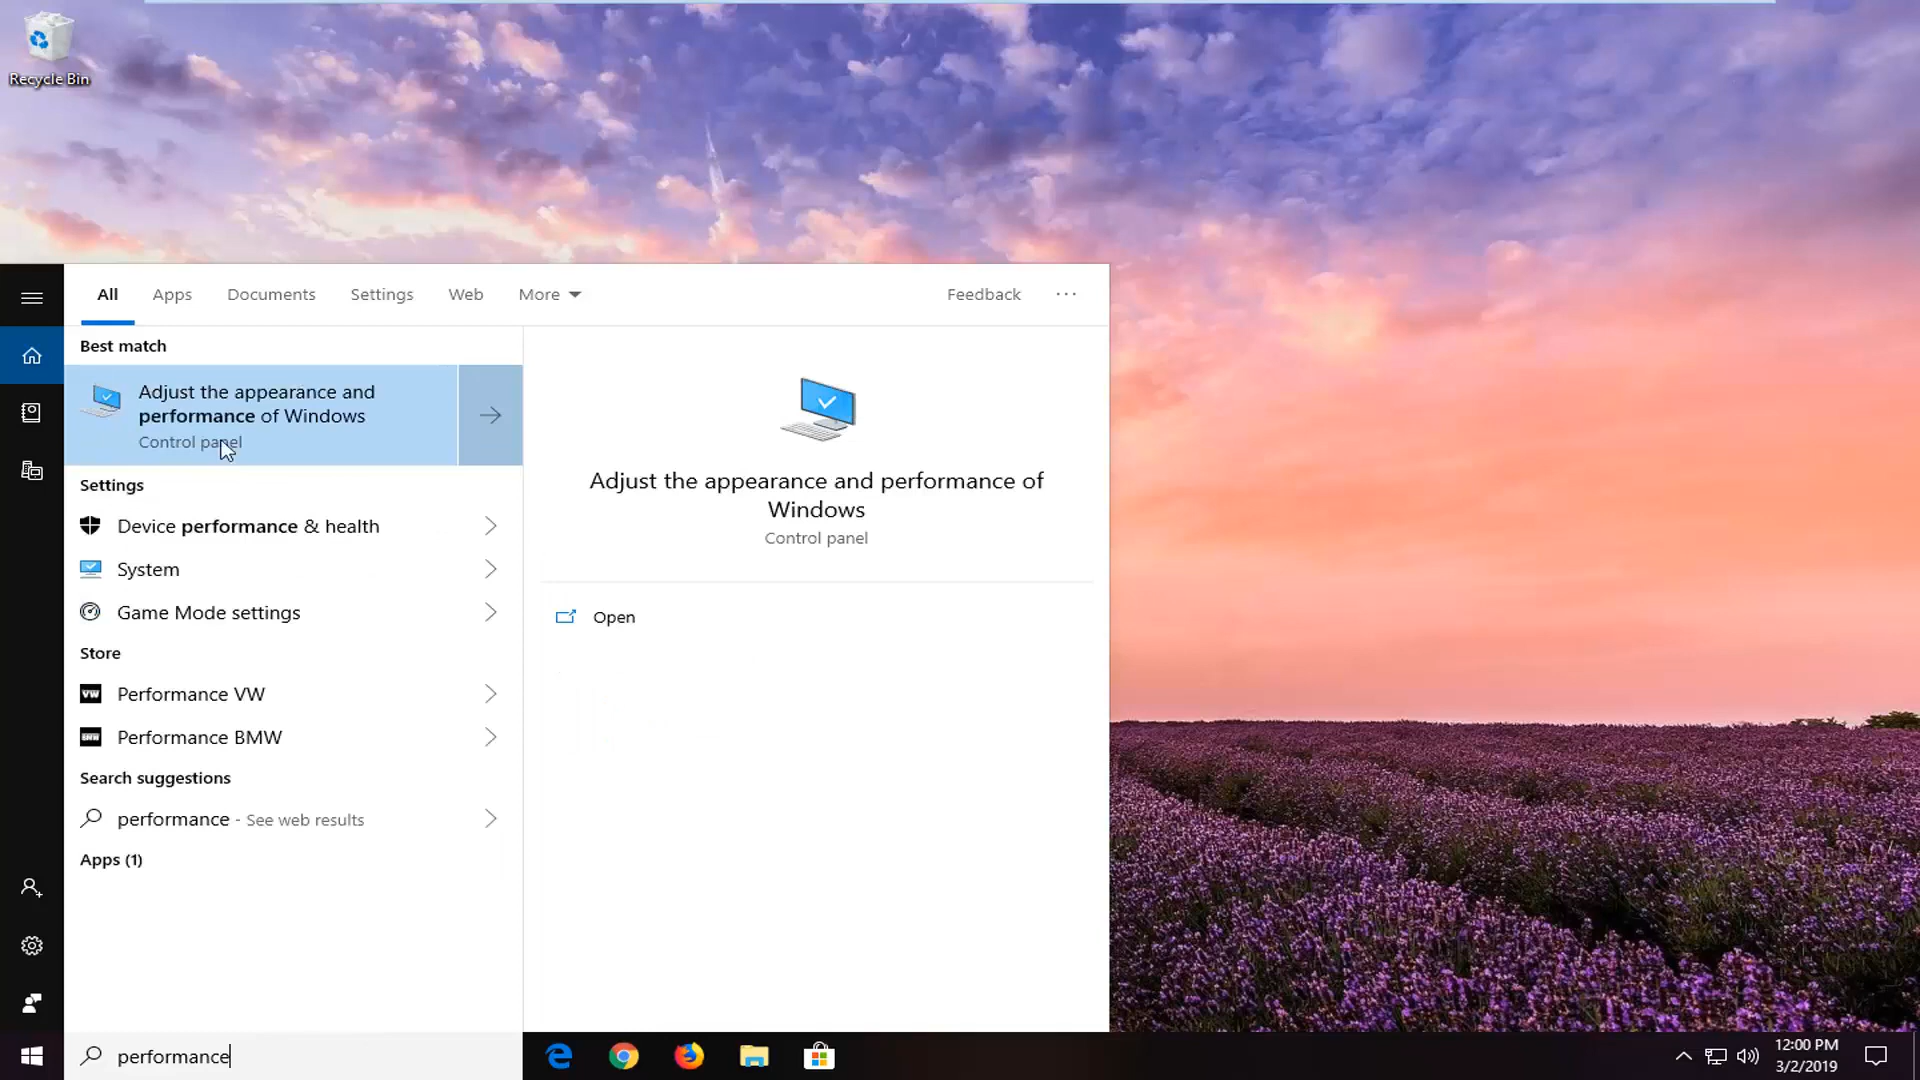 Recycle Bin
All Apps Documents Settings Web More Feedback ···
Best match
Adjust the appearance and
performance of Windows
Control panel
Settings
Device performance & health
System
Game Mode settings
Store
VW Performance VW
BMW Performance BMW
Search suggestions
performance - See web results
Apps (1)
Adjust the appearance and performance of
Windows
Control panel
Open
performance
12:00 PM
3/2/2019